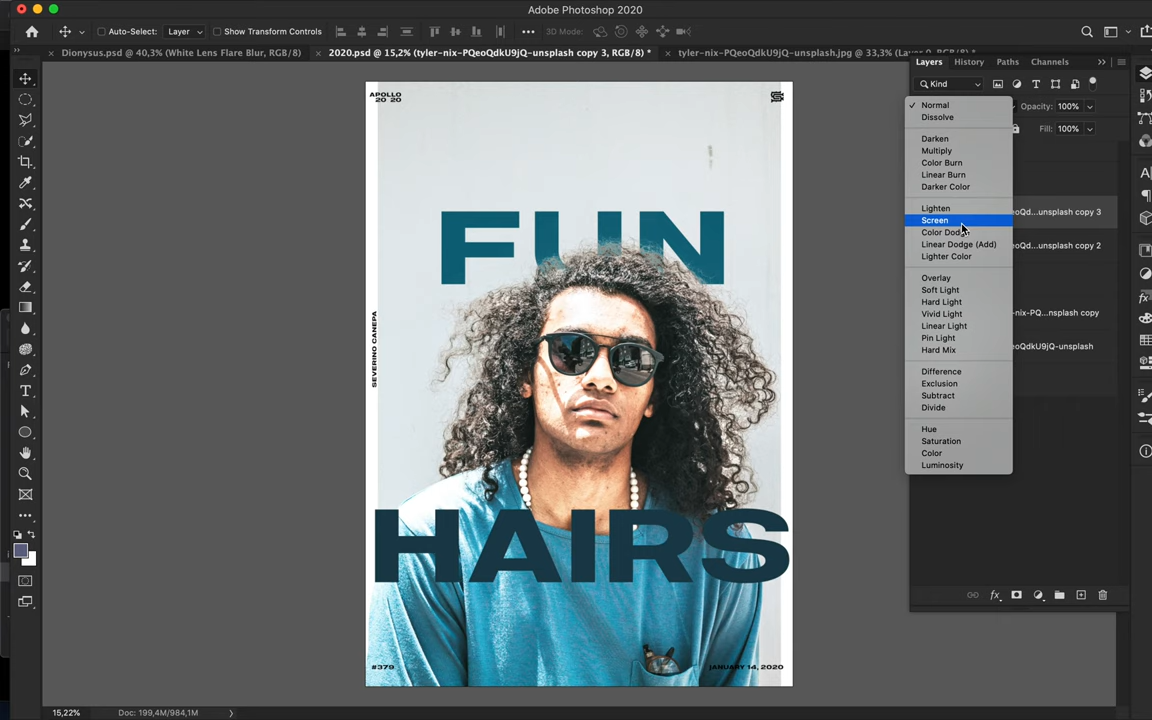 Adobe Photoshop 2020
Auto-Select: Layer Show Transform Controls 3D Mode:
Dionysus.psd @ 40,3% (White Lens Flare Blur, RGB/8) 2020.psd @ 15,2% (tyler-nix-PQeoQdkU9jQ-unsplash copy 3, RGB/8) * tyler-nix-PQeoQdkU9jQ-unsplash.jpg @ 33,3%
Layers History Paths Channels
Kind
Normal
Opacity: 100%
Dissolve
Fill: 100%
Darken
Multiply
Color Burn
Linear Burn
Darker Color
Lighten
Screen
Color Dodge
Linear Dodge (Add)
Lighter Color
Overlay
Soft Light
Hard Light
Vivid Light
Linear Light
Pin Light
Hard Mix
Difference
Exclusion
Subtract
Divide
Hue
Saturation
Color
Luminosity
eoQd...unsplash copy 3
eoQd...unsplash copy 2
-nix-PQ...nsplash copy
eoQdkU9jQ-unsplash
APOLLO
20 20
FUN
SEVERINO CANEPA
HAIRS
#379
JANUARY 14, 2020
15,22% Doc: 199,4M/984,1M